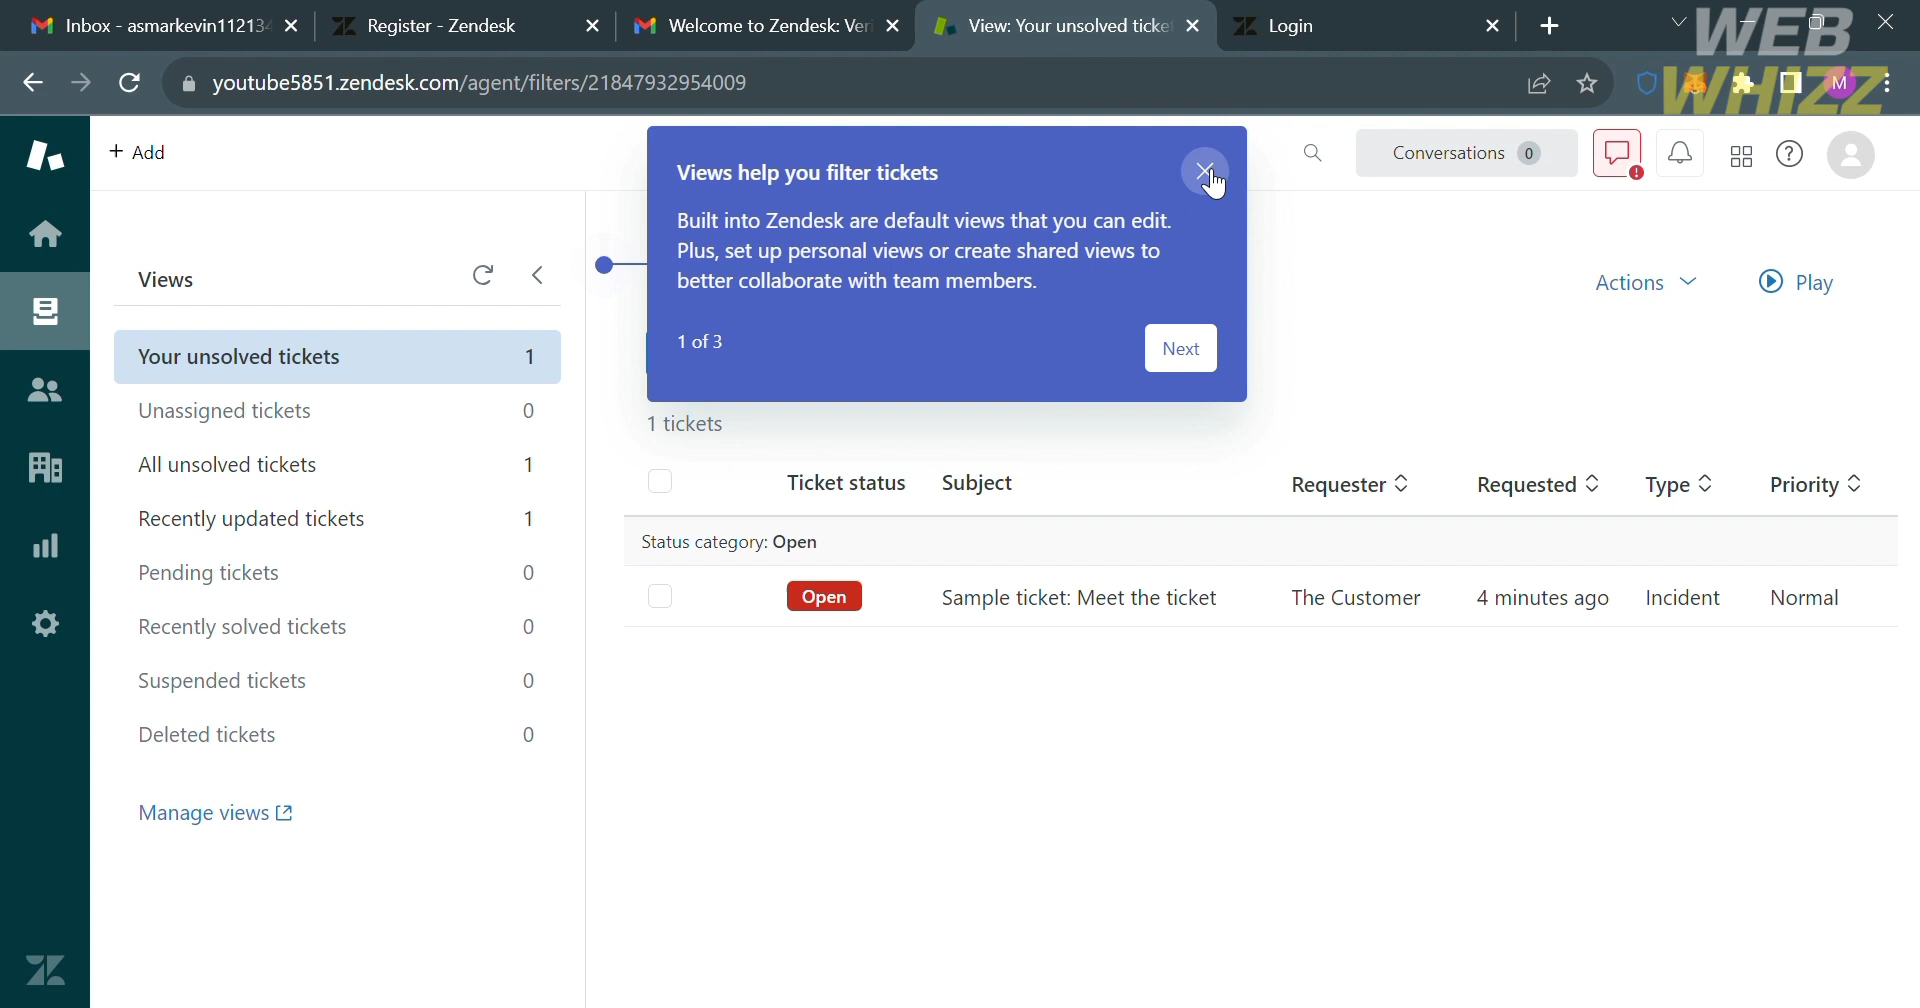 Inbox - asmarkevin112134
Register - Zendesk
Welcome to Zendesk: Veri
View: Your unsolved ticket
Login
WEB
WHIZZ
youtube5851.zendesk.com/agent/filters/21847932954009
M
+ Add
Views help you filter tickets
Built into Zendesk are default views that you can edit.
Plus, set up personal views or create shared views to
better collaborate with team members.
1 of 3
Next
Conversations 0
Views
Actions
Play
Your unsolved tickets 1
Unassigned tickets 0
All unsolved tickets 1
Recently updated tickets 1
Pending tickets 0
Recently solved tickets 0
Suspended tickets 0
Deleted tickets 0
Manage views
1 tickets
Ticket status Subject Requester Requested Type Priority
Status category: Open
Open Sample ticket: Meet the ticket The Customer 4 minutes ago Incident Normal